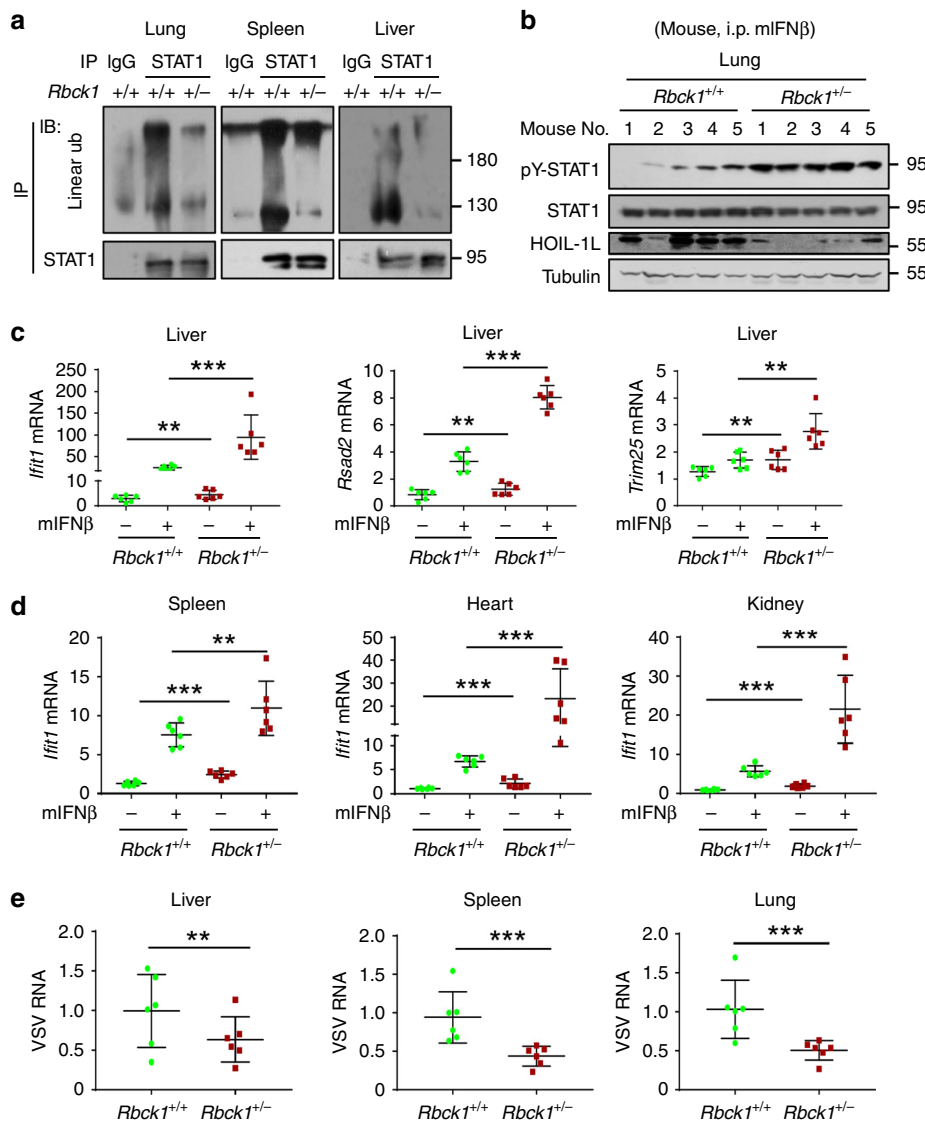 a
Lung Spleen Liver
IP IgG STAT1 IgG STAT1 IgG STAT1
Rbck1 +/+ +/+ +/− +/+ +/+ +/− +/+ +/+ +/−
IP
IB:
Linear ub
180
130
STAT1
95
b
(Mouse, i.p. mIFNβ)
Lung
Rbck1+/+ Rbck1+/−
Mouse No. 1 2 3 4 5 1 2 3 4 5
pY-STAT1 95
STAT1 95
HOIL-1L 55
Tubulin 55
c
Liver
Ifit1 mRNA
250
200
150
100
50
10
0
** ***
mIFNβ − + − +
Rbck1+/+ Rbck1+/−
Liver
Rsad2 mRNA
10
8
6
4
2
0
** ***
− + − +
Rbck1+/+ Rbck1+/−
Liver
Trim25 mRNA
5
4
3
2
1
0
** **
− + − +
Rbck1+/+ Rbck1+/−
d
Spleen
Ifit1 mRNA
20
15
10
5
0
*** **
mIFNβ − + − +
Rbck1+/+ Rbck1+/−
Heart
Ifit1 mRNA
50
40
30
20
10
5
0
*** ***
− + − +
Rbck1+/+ Rbck1+/−
Kidney
Ifit1 mRNA
40
30
20
10
0
*** ***
− + − +
Rbck1+/+ Rbck1+/−
e
Liver
VSV RNA
2.0
1.5
1.0
0.5
0
**
Rbck1+/+ Rbck1+/−
Spleen
VSV RNA
2.0
1.5
1.0
0.5
0
***
Rbck1+/+ Rbck1+/−
Lung
VSV RNA
2.0
1.5
1.0
0.5
0
***
Rbck1+/+ Rbck1+/−